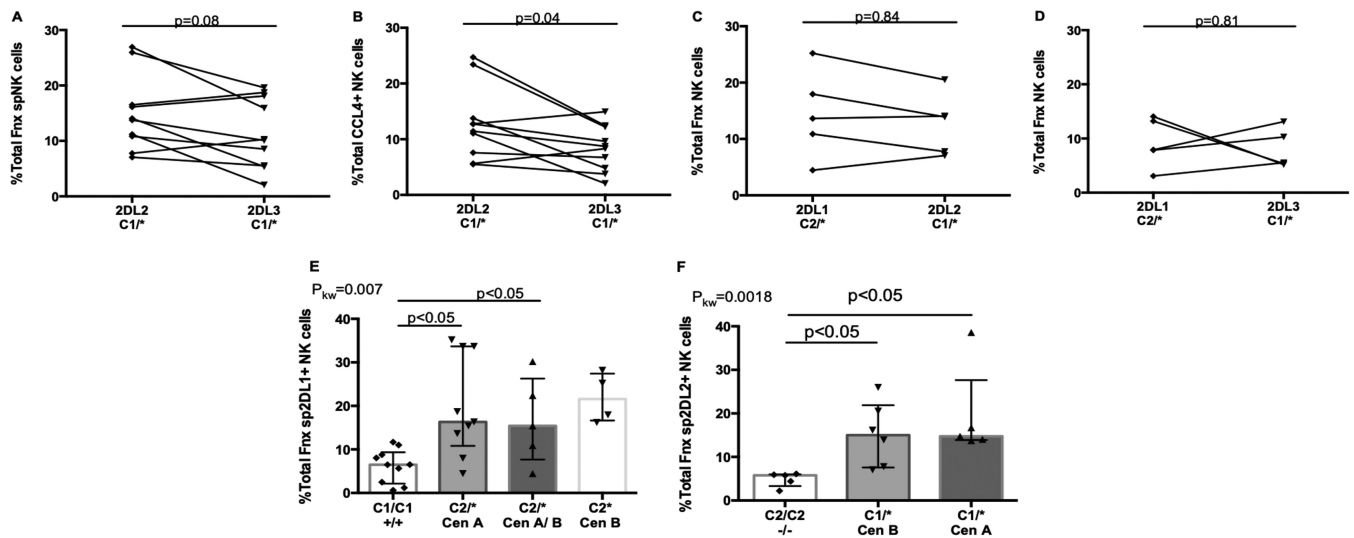 A
p=0.08
%Total Fnx spNK cells
30
20
10
0
2DL2
C1/*
2DL3
C1/*
B
p=0.04
%Total CCL4+ NK cells
30
20
10
0
2DL2
C1/*
2DL3
C1/*
C
p=0.84
%Total Fnx NK cells
30
20
10
0
2DL1
C2/*
2DL2
C1/*
D
p=0.81
%Total Fnx NK cells
30
20
10
0
2DL1
C2/*
2DL3
C1/*
E
Pkw=0.007
p<0.05
p<0.05
%Total Fnx sp2DL1+ NK cells
40
30
20
10
0
C1/C1
+/+
C2/*
Cen A
C2/*
Cen A/ B
C2*
Cen B
F
Pkw=0.0018
p<0.05
p<0.05
%Total Fnx sp2DL2+ NK cells
40
30
20
10
0
C2/C2
-/-
C1/*
Cen B
C1/*
Cen A